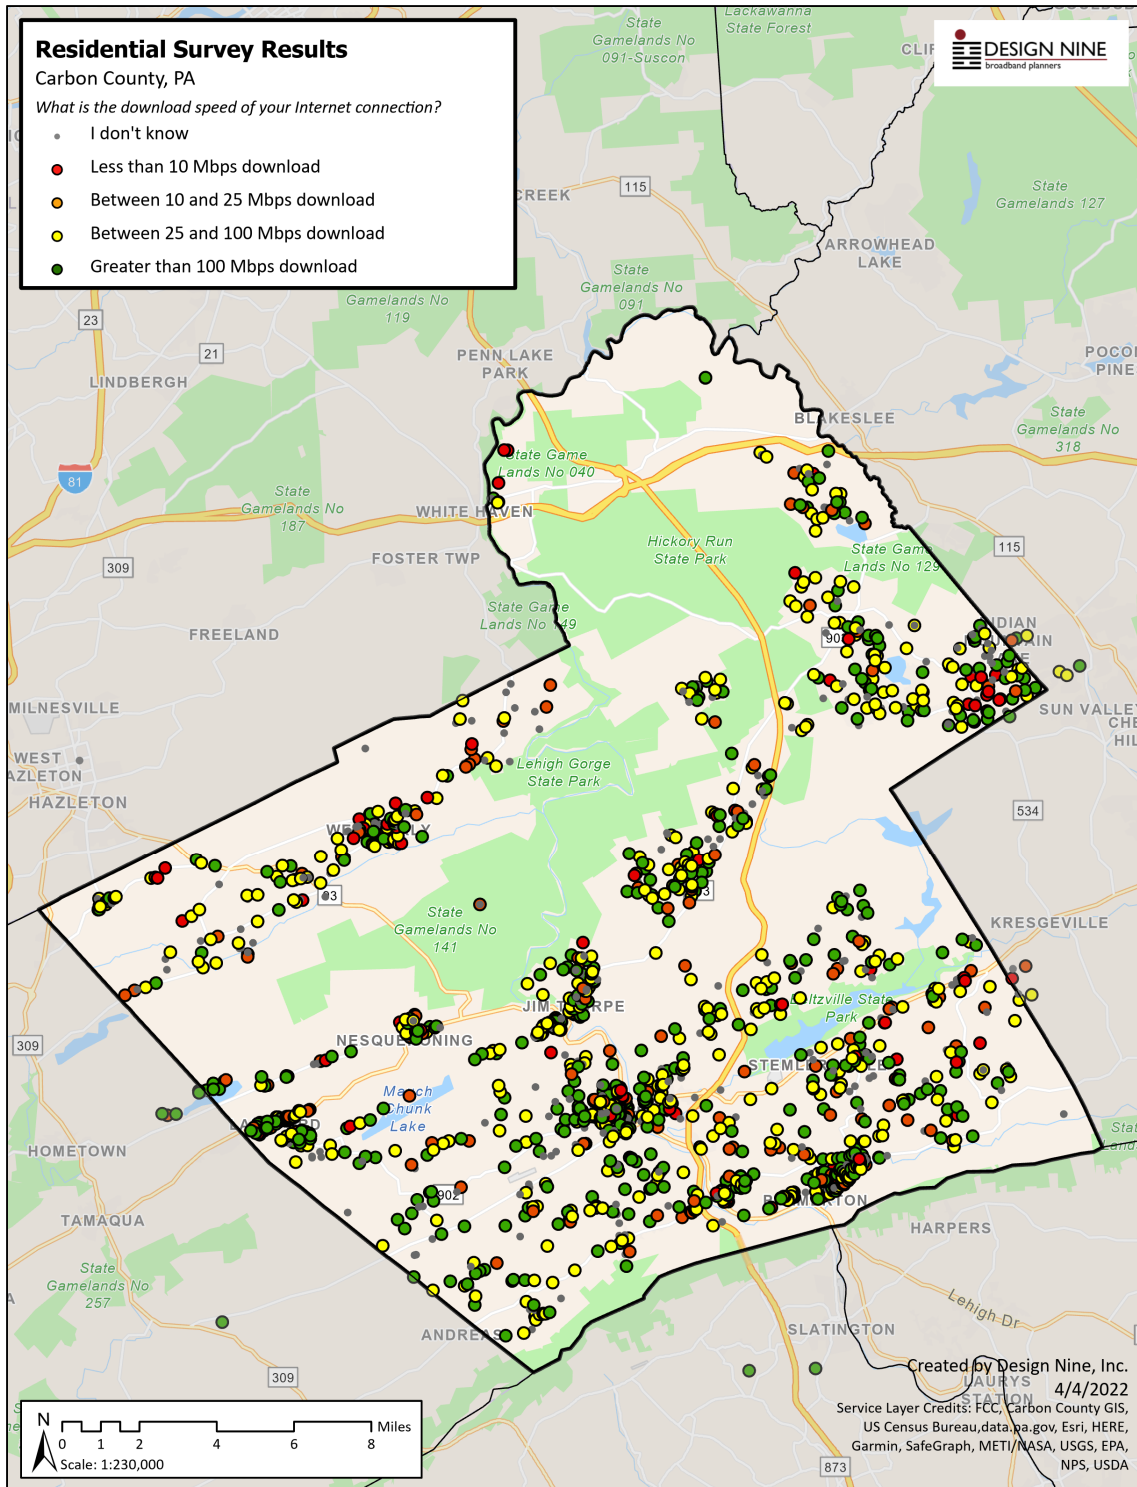 Residential Survey Results
Carbon County, PA
What is the download speed of your Internet connection?
I don't know
Less than 10 Mbps download
Between 10 and 25 Mbps download
Between 25 and 100 Mbps download
Greater than 100 Mbps download
DESIGN NINE
broadband planners
State
Gamelands No
091-Suscon
Lackawanna
State Forest
CREEK
115
State
Gamelands 127
ARROWHEAD
LAKE
State
Gamelands No
091
Gamelands No
119
23
21
LINDBERGH
PENN LAKE
PARK
BLAKESLEE
State
Gamelands No
318
81
State Game
Lands No 040
State
Gamelands No
187
WHITE HAVEN
Hickory Run
State Park
State Game
Lands No 129
115
309
FOSTER TWP
State Game
FREELAND
MILNESVILLE
SUN VALLEY
WEST
HAZLETON
Lehigh Gorge
State Park
534
93
State
Gamelands No
141
KRESGEVILLE
JIM THORPE
Beltzville State
Park
309
NESQUEHONING
Mauch
Chunk
Lake
HOMETOWN
902
TAMAQUA
HARPERS
State
Gamelands No
257
ANDREAS
SLATINGTON
Lehigh Dr
309
LAURYS
STATION
873
Created by Design Nine, Inc.
4/4/2022
Service Layer Credits: FCC, Carbon County GIS,
US Census Bureau,data.pa.gov, Esri, HERE,
Garmin, SafeGraph, METI/NASA, USGS, EPA,
NPS, USDA
N
Miles
0 1 2 4 6 8
Scale: 1:230,000